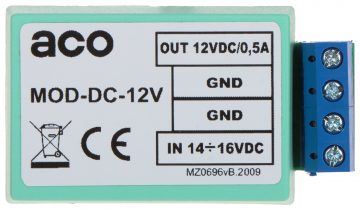 aco
MOD-DC-12V
CE
OUT 12VDC/0,5A
GND
GND
IN 14÷16VDC
MZ0696vB.2009